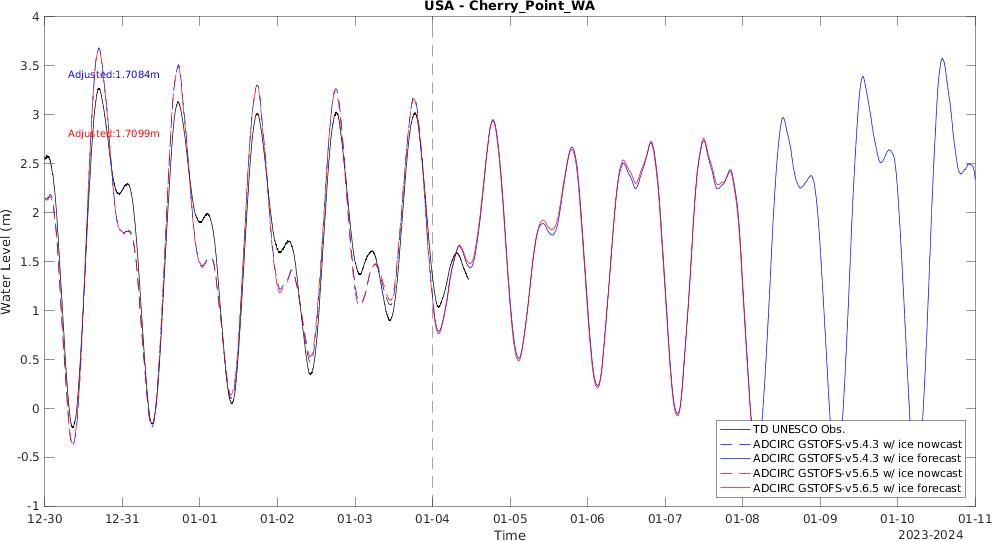 USA - Cherry_Point_WA
4
3.5
3
2.5
2
1.5
1
0.5
0
-0.5
-1
Water Level (m)
Adjusted:1.7084m
Adjusted:1.7099m
TD UNESCO Obs.
ADCIRC GSTOFS-v5.4.3 w/ ice nowcast
ADCIRC GSTOFS-v5.4.3 w/ ice forecast
ADCIRC GSTOFS-v5.6.5 w/ ice nowcast
ADCIRC GSTOFS-v5.6.5 w/ ice forecast
12-30 12-31 01-01 01-02 01-03 01-04 01-05 01-06 01-07 01-08 01-09 01-10 01-11
Time
2023-2024